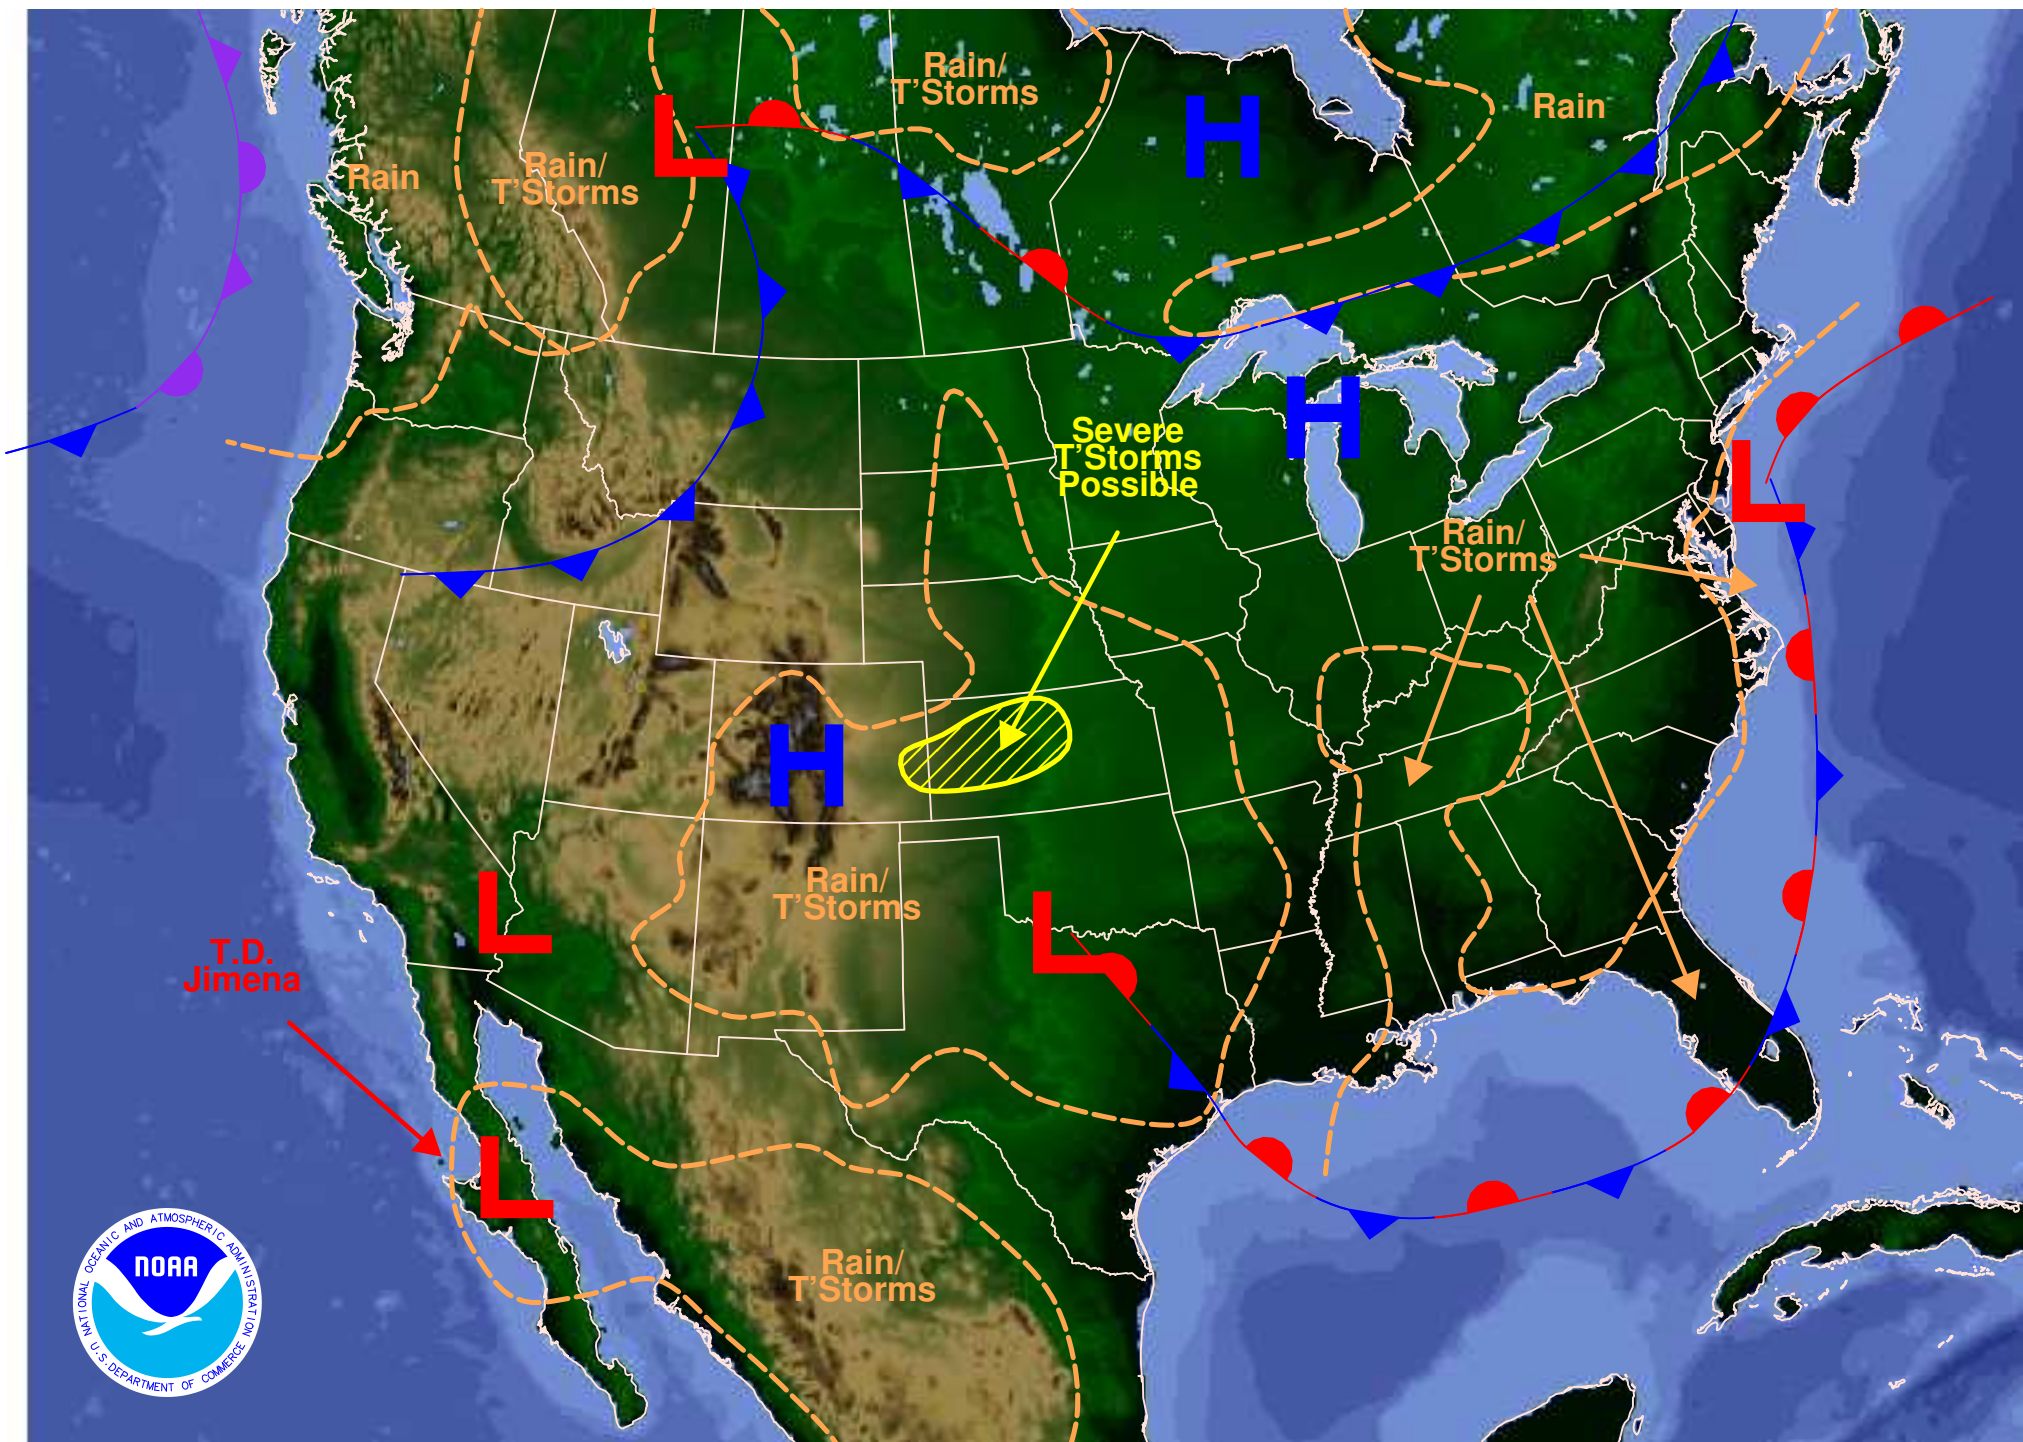 Rain/
T'Storms
Rain
Rain/
T'Storms
Rain
L
H
H
Severe
T'Storms
Possible
L
Rain/
T'Storms
H
Rain/
T'Storms
L
L
T.D.
Jimena
L
Rain/
T'Storms
NATIONAL OCEANIC AND ATMOSPHERIC ADMINISTRATION
NOAA
U.S. DEPARTMENT OF COMMERCE